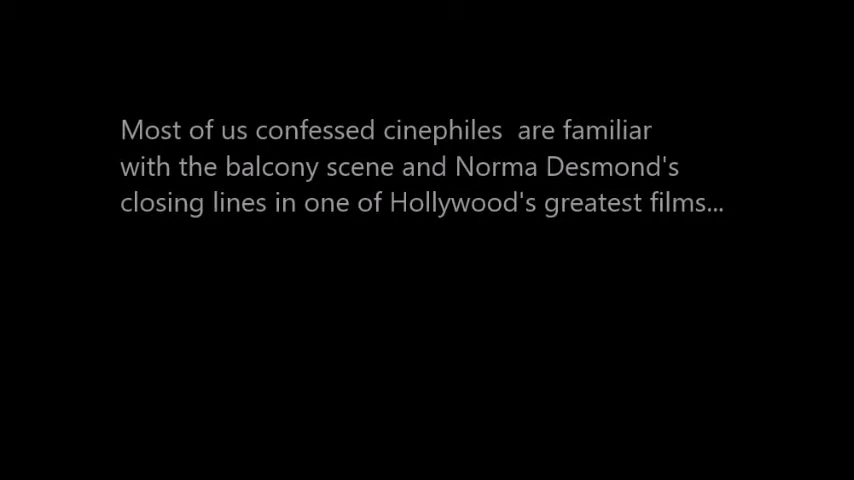 Most of us confessed cinephiles  are familiar
with the balcony scene and Norma Desmond's
closing lines in one of Hollywood's greatest films...